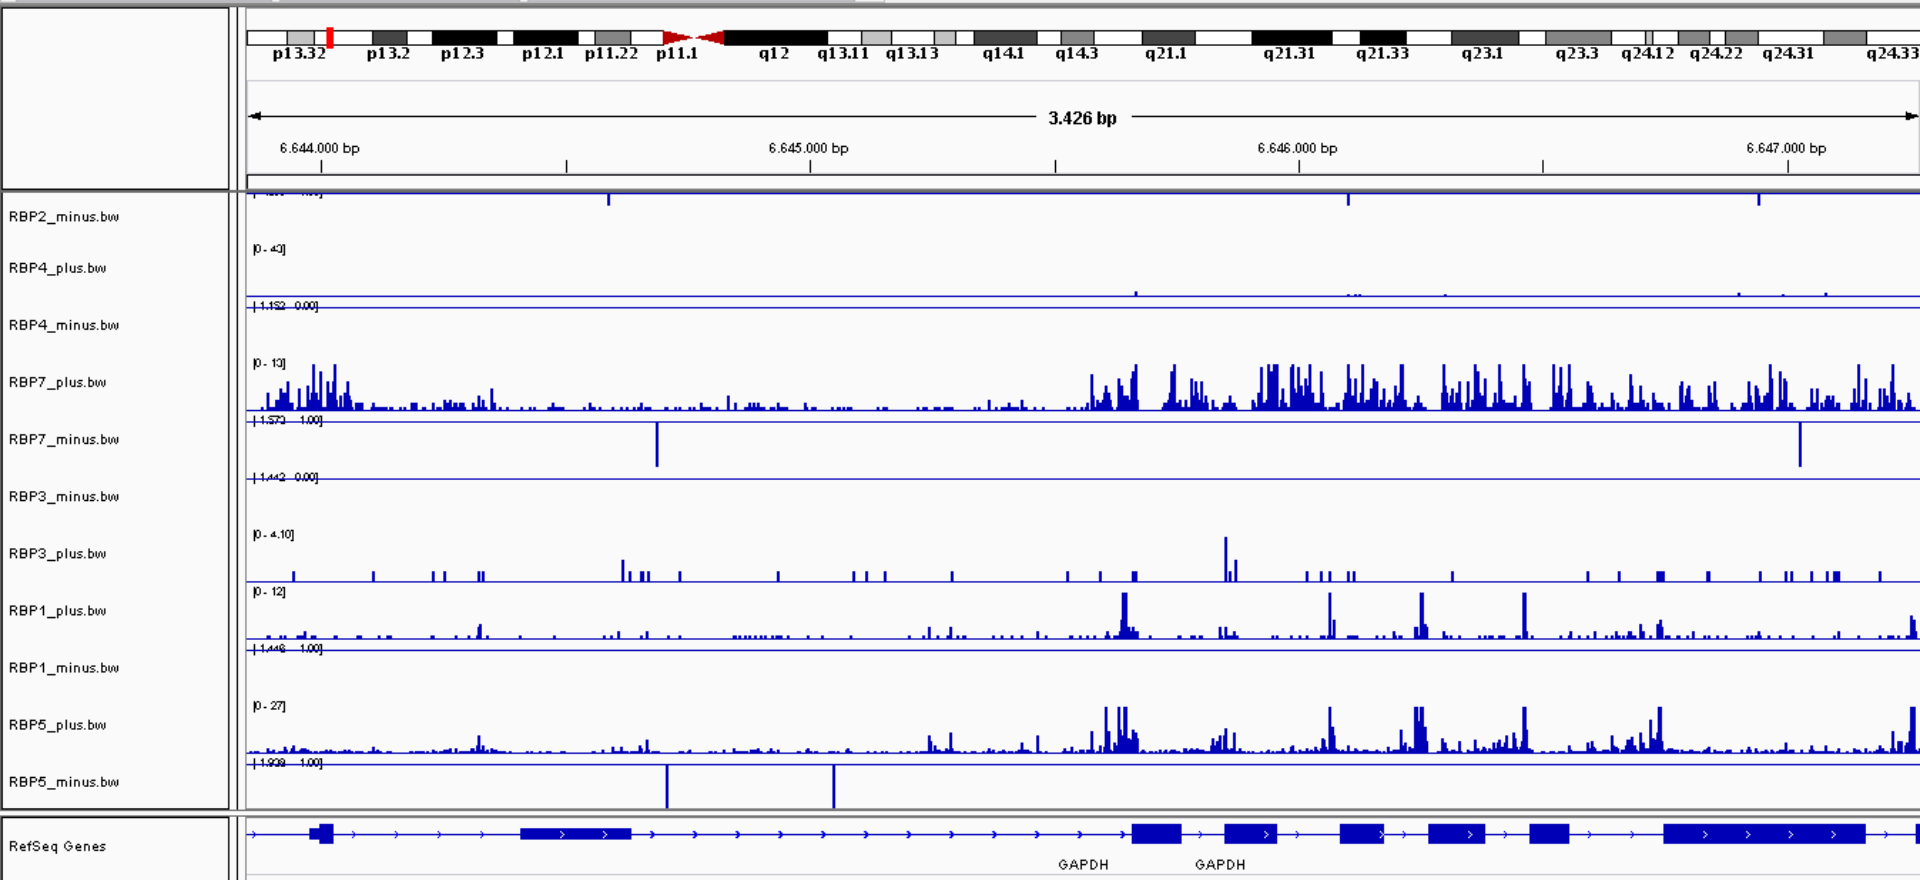 p13.32 p13.2 p12.3 p12.1 p11.22 p11.1 q12 q13.11 q13.13 q14.1 q14.3 q21.1 q21.31 q21.33 q23.1 q23.3 q24.12 q24.22 q24.31 q24.33
3.426 bp
6.644.000 bp 6.645.000 bp 6.646.000 bp 6.647.000 bp
RBP2_minus.bw
[0 - 43]
RBP4_plus.bw
RBP4_minus.bw
[0 - 13]
RBP7_plus.bw
RBP7_minus.bw
RBP3_minus.bw
[0 - 4.10]
RBP3_plus.bw
[0 - 12]
RBP1_plus.bw
RBP1_minus.bw
[0 - 27]
RBP5_plus.bw
RBP5_minus.bw
RefSeq Genes
GAPDH GAPDH